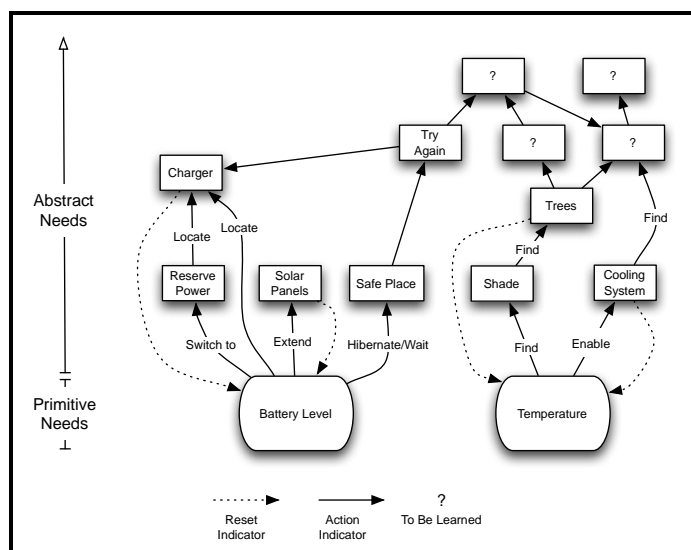 ?
?
Try
Again
?
?
Charger
Abstract
Needs
Trees
Locate
Locate
Find
Find
Reserve
Power
Solar
Panels
Safe Place
Shade
Cooling
System
Switch to
Extend
Hibernate/Wait
Find
Enable
Primitive
Needs
Battery Level
Temperature
?
Reset
Indicator
Action
Indicator
To Be Learned